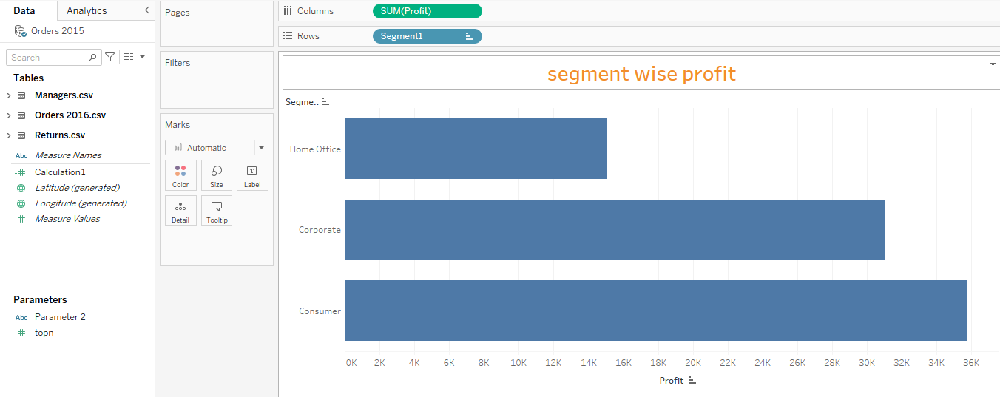 Data
Analytics
Orders 2015
Search
Tables
Managers.csv
Orders 2016.csv
Returns.csv
Abc Measure Names
Calculation1
Latitude (generated)
Longitude (generated)
Measure Values
Parameters
Abc Parameter 2
topn
Pages
Filters
Marks
Automatic
Color Size Label
Detail Tooltip
Columns SUM(Profit)
Rows Segment1
segment wise profit
Segme..
Home Office
Corporate
Consumer
0K 2K 4K 6K 8K 10K 12K 14K 16K 18K 20K 22K 24K 26K 28K 30K 32K 34K 36K
Profit